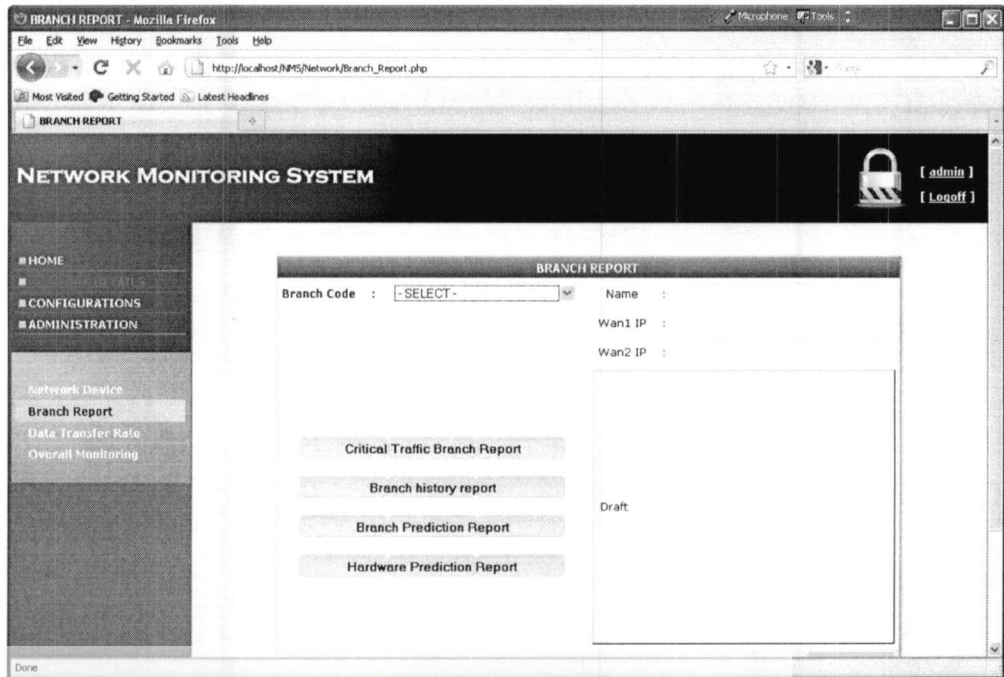 BRANCH REPORT - Mozilla Firefox
Microphone Tools
File Edit View History Bookmarks Tools Help
http://localhost/NMS/Network/Branch_Report.php
Most Visited Getting Started Latest Headlines
BRANCH REPORT
NETWORK MONITORING SYSTEM
[ admin ]
[ Logoff ]
HOME
DETAILS
CONFIGURATIONS
ADMINISTRATION
Network Device
Branch Report
Data Transfer Rate
Overall Monitoring
BRANCH REPORT
Branch Code : - SELECT -
Name :
Wan1 IP :
Wan2 IP :
Critical Traffic Branch Report
Branch history report
Branch Prediction Report
Hardware Prediction Report
Draft
Done